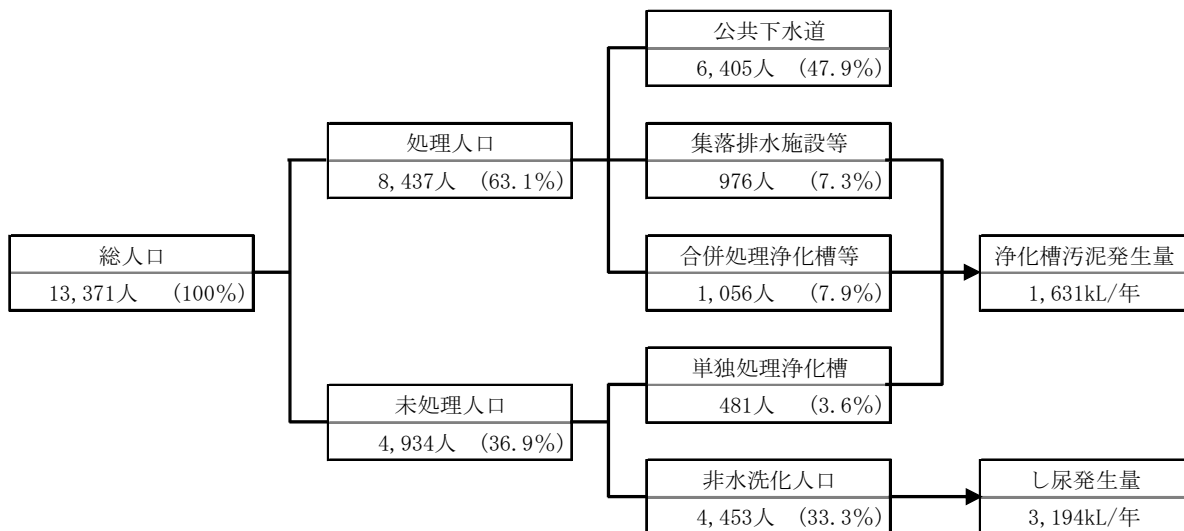 公共下水道
6,405人 (47.9%)
処理人口
8,437人 (63.1%)
集落排水施設等
976人 (7.3%)
総人口
13,371人 (100%)
合併処理浄化槽等
1,056人 (7.9%)
浄化槽汚泥発生量
1,631kL/年
未処理人口
4,934人 (36.9%)
単独処理浄化槽
481人 (3.6%)
非水洗化人口
4,453人 (33.3%)
し尿発生量
3,194kL/年